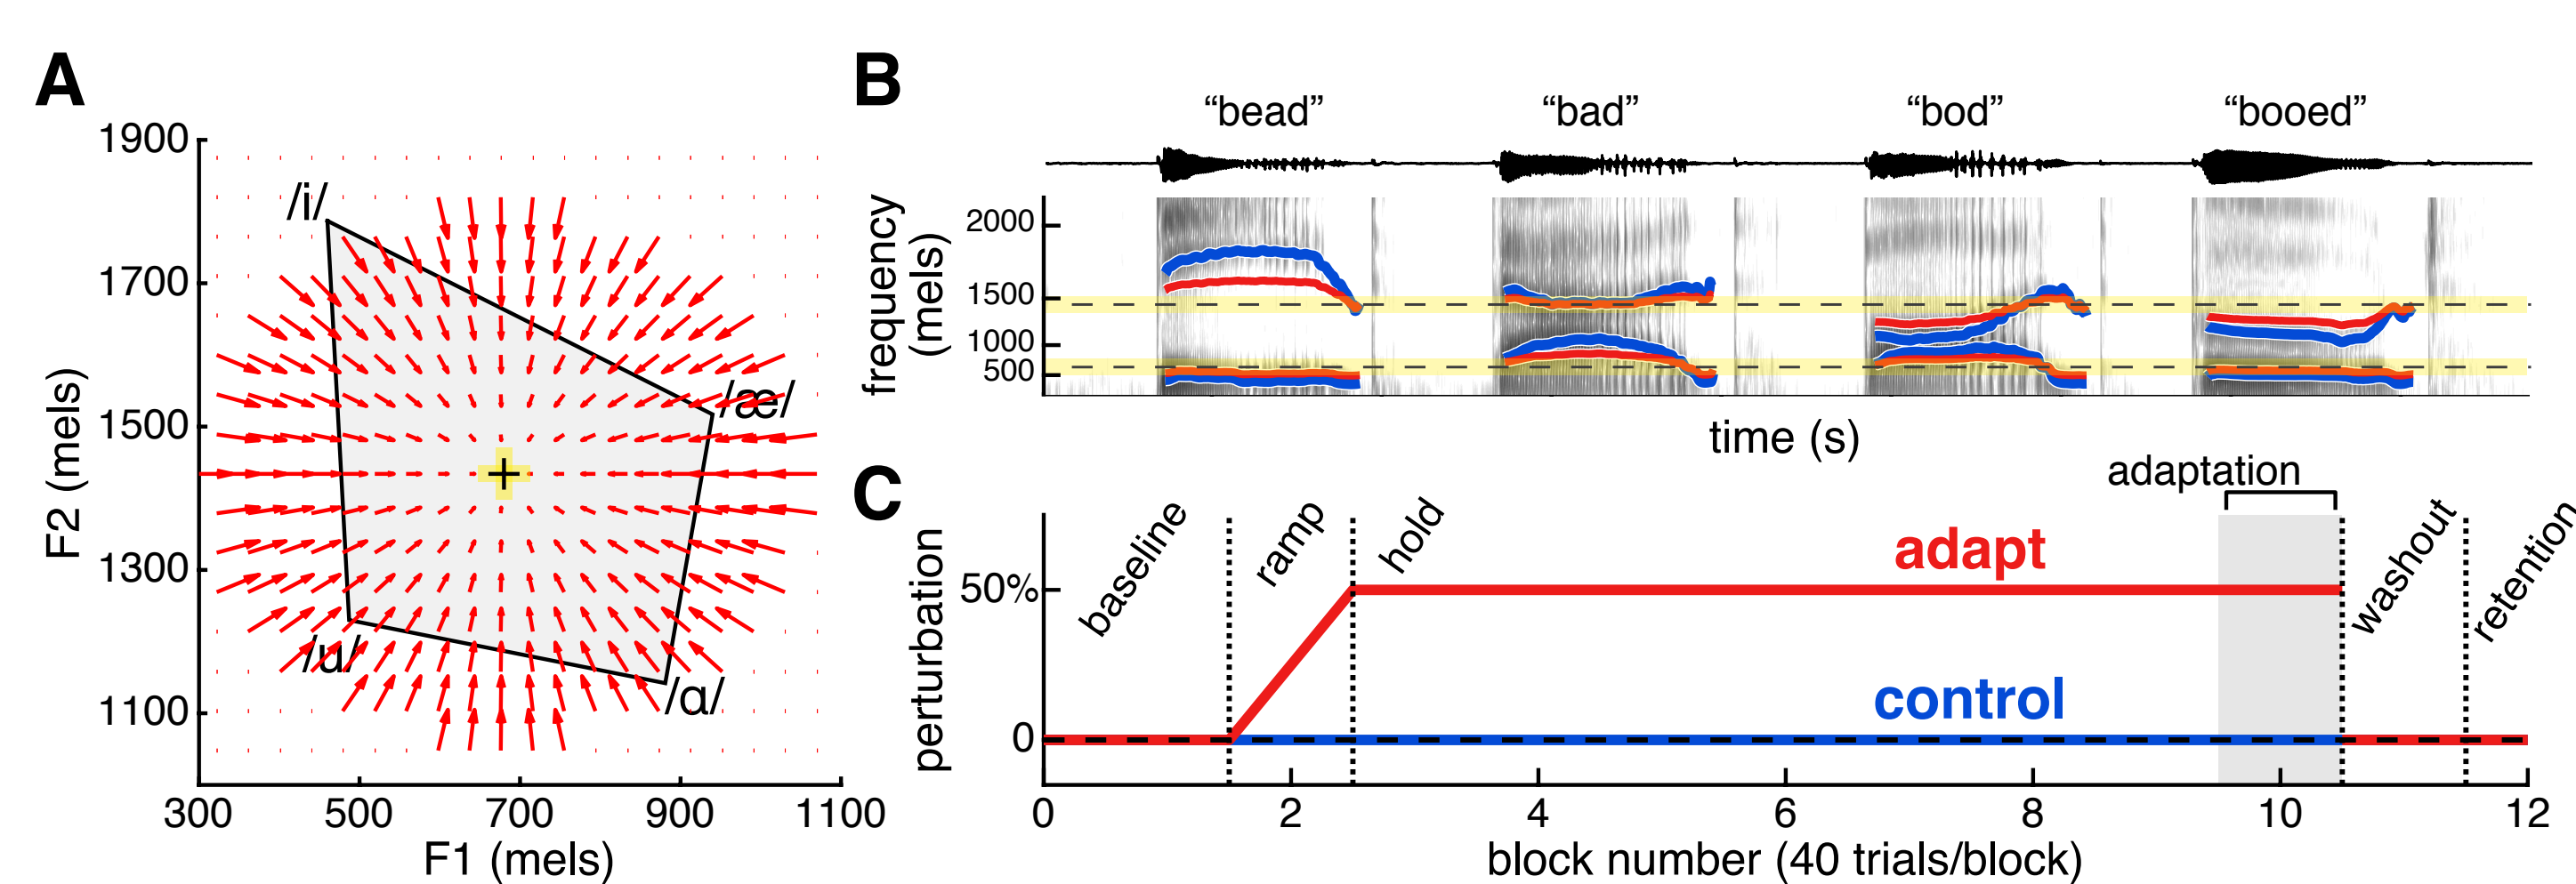 A
1900
1700
1500
1300
1100
F2 (mels)
300 500 700 900 1100
F1 (mels)
/i/
/æ/
/u/
/ɑ/
B
“bead” “bad” “bod” “booed”
frequency
(mels)
2000
1500
1000
500
time (s)
C
perturbation
50%
0
baseline
ramp
hold
adaptation
washout
retention
adapt
control
0 2 4 6 8 10 12
block number (40 trials/block)